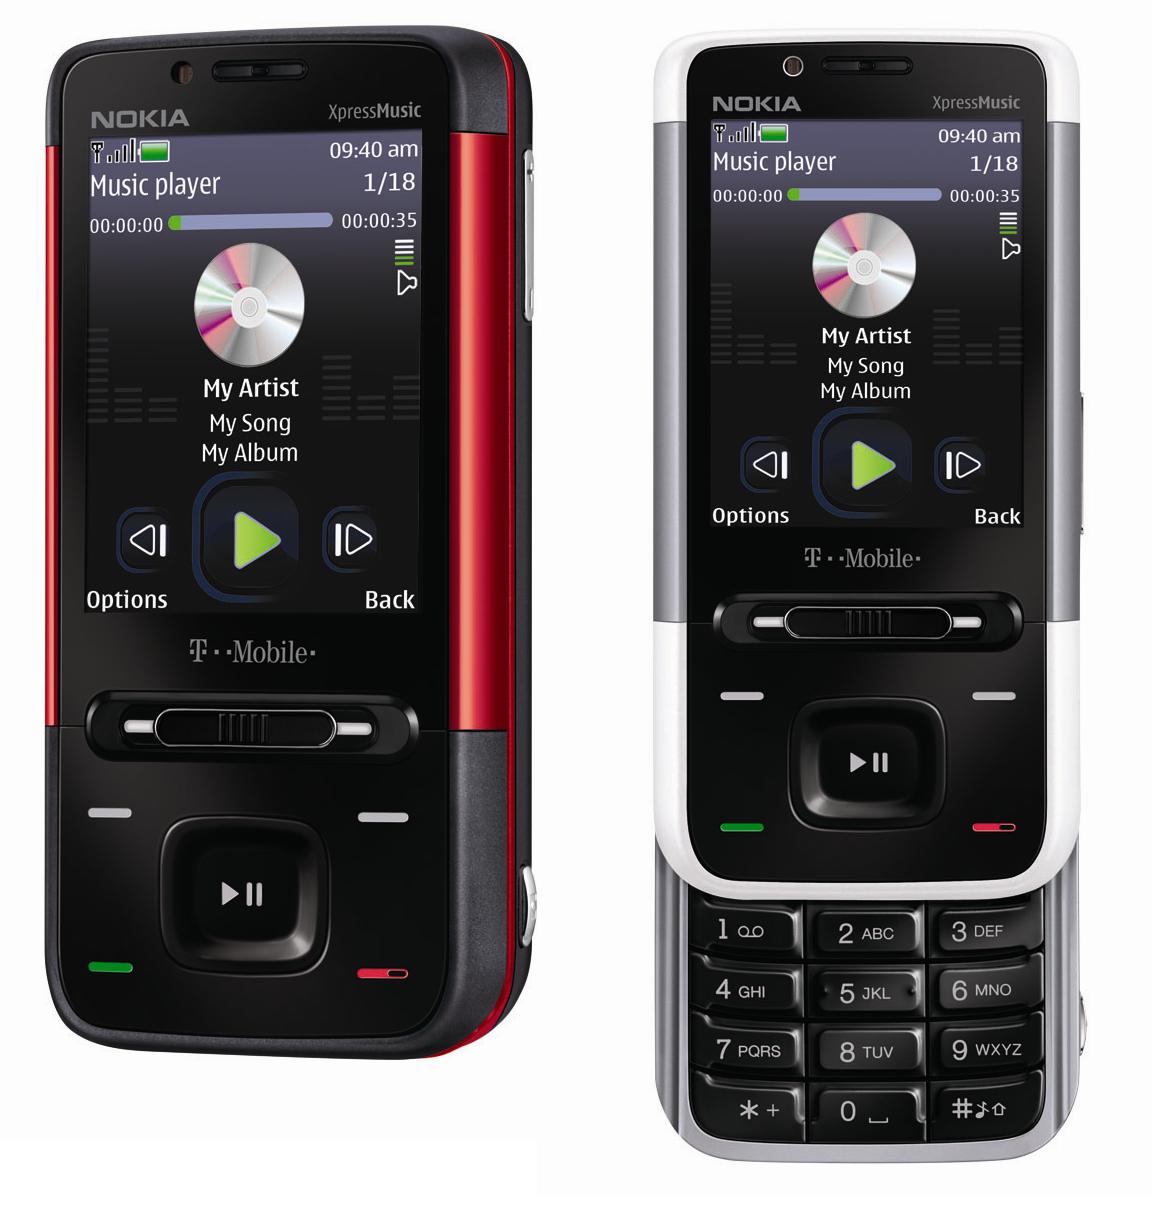 NOKIA
XpressMusic
09:40 am
Music player
1/18
00:00:00
00:00:35
My Artist
My Song
My Album
Options
Back
T··Mobile·
NOKIA
XpressMusic
09:40 am
Music player
1/18
00:00:00
00:00:35
My Artist
My Song
My Album
Options
Back
T··Mobile·
1
2 ABC
3 DEF
4 GHI
5 JKL
6 MNO
7 PQRS
8 TUV
9 WXYZ
* +
0
#